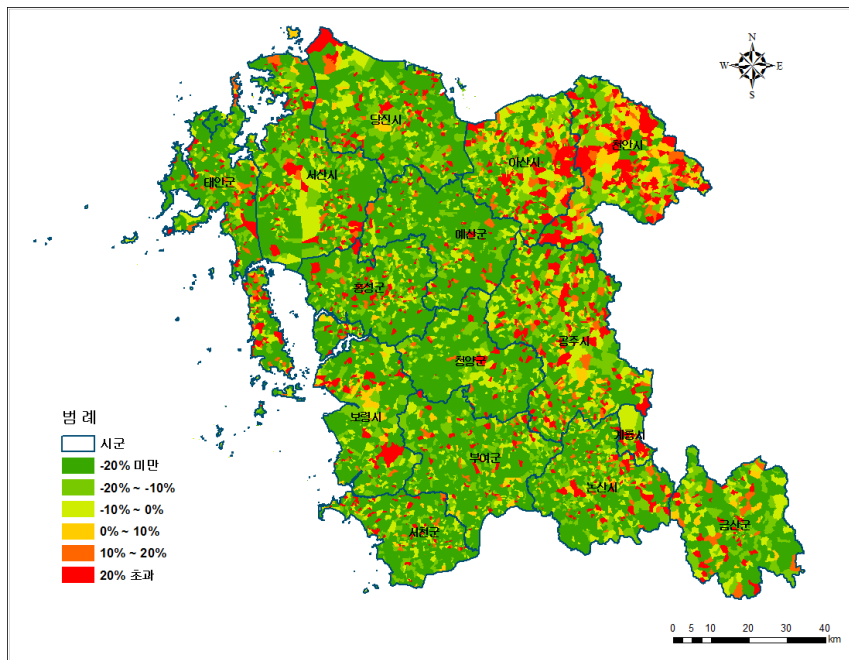 N
W E
S
당진시
아산시
천안시
서산시
태안군
예산군
홍성군
공주시
청양군
보령시
계룡시
부여군
논산시
서천군
금산군
범 례
시군
-20% 미만
-20% ~ -10%
-10% ~ 0%
0% ~ 10%
10% ~ 20%
20% 초과
0 5 10 20 30 40
km